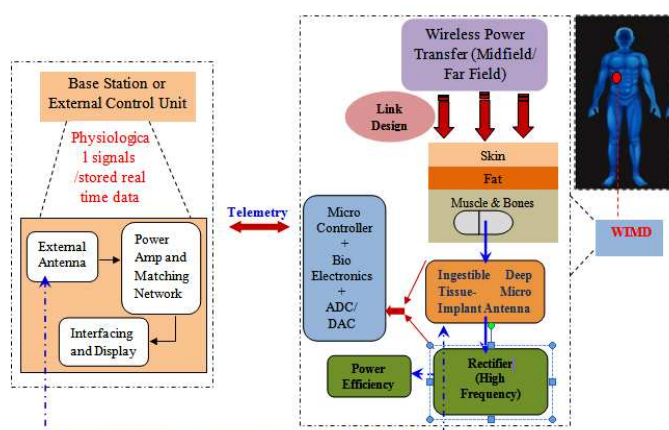 Base Station or
External Control Unit
Physiologica
l signals
/stored real
time data
External
Antenna
Power
Amp and
Matching
Network
Interfacing
and Display
Telemetry
Wireless Power
Transfer (Midfield/
Far Field)
Link
Design
Skin
Fat
Muscle & Bones
Micro
Controller
+
Bio
Electronics
+
ADC/
DAC
Ingestible Deep
Tissue- Micro
Implant Antenna
Power
Efficiency
Rectifier
(High
Frequency)
WIMD